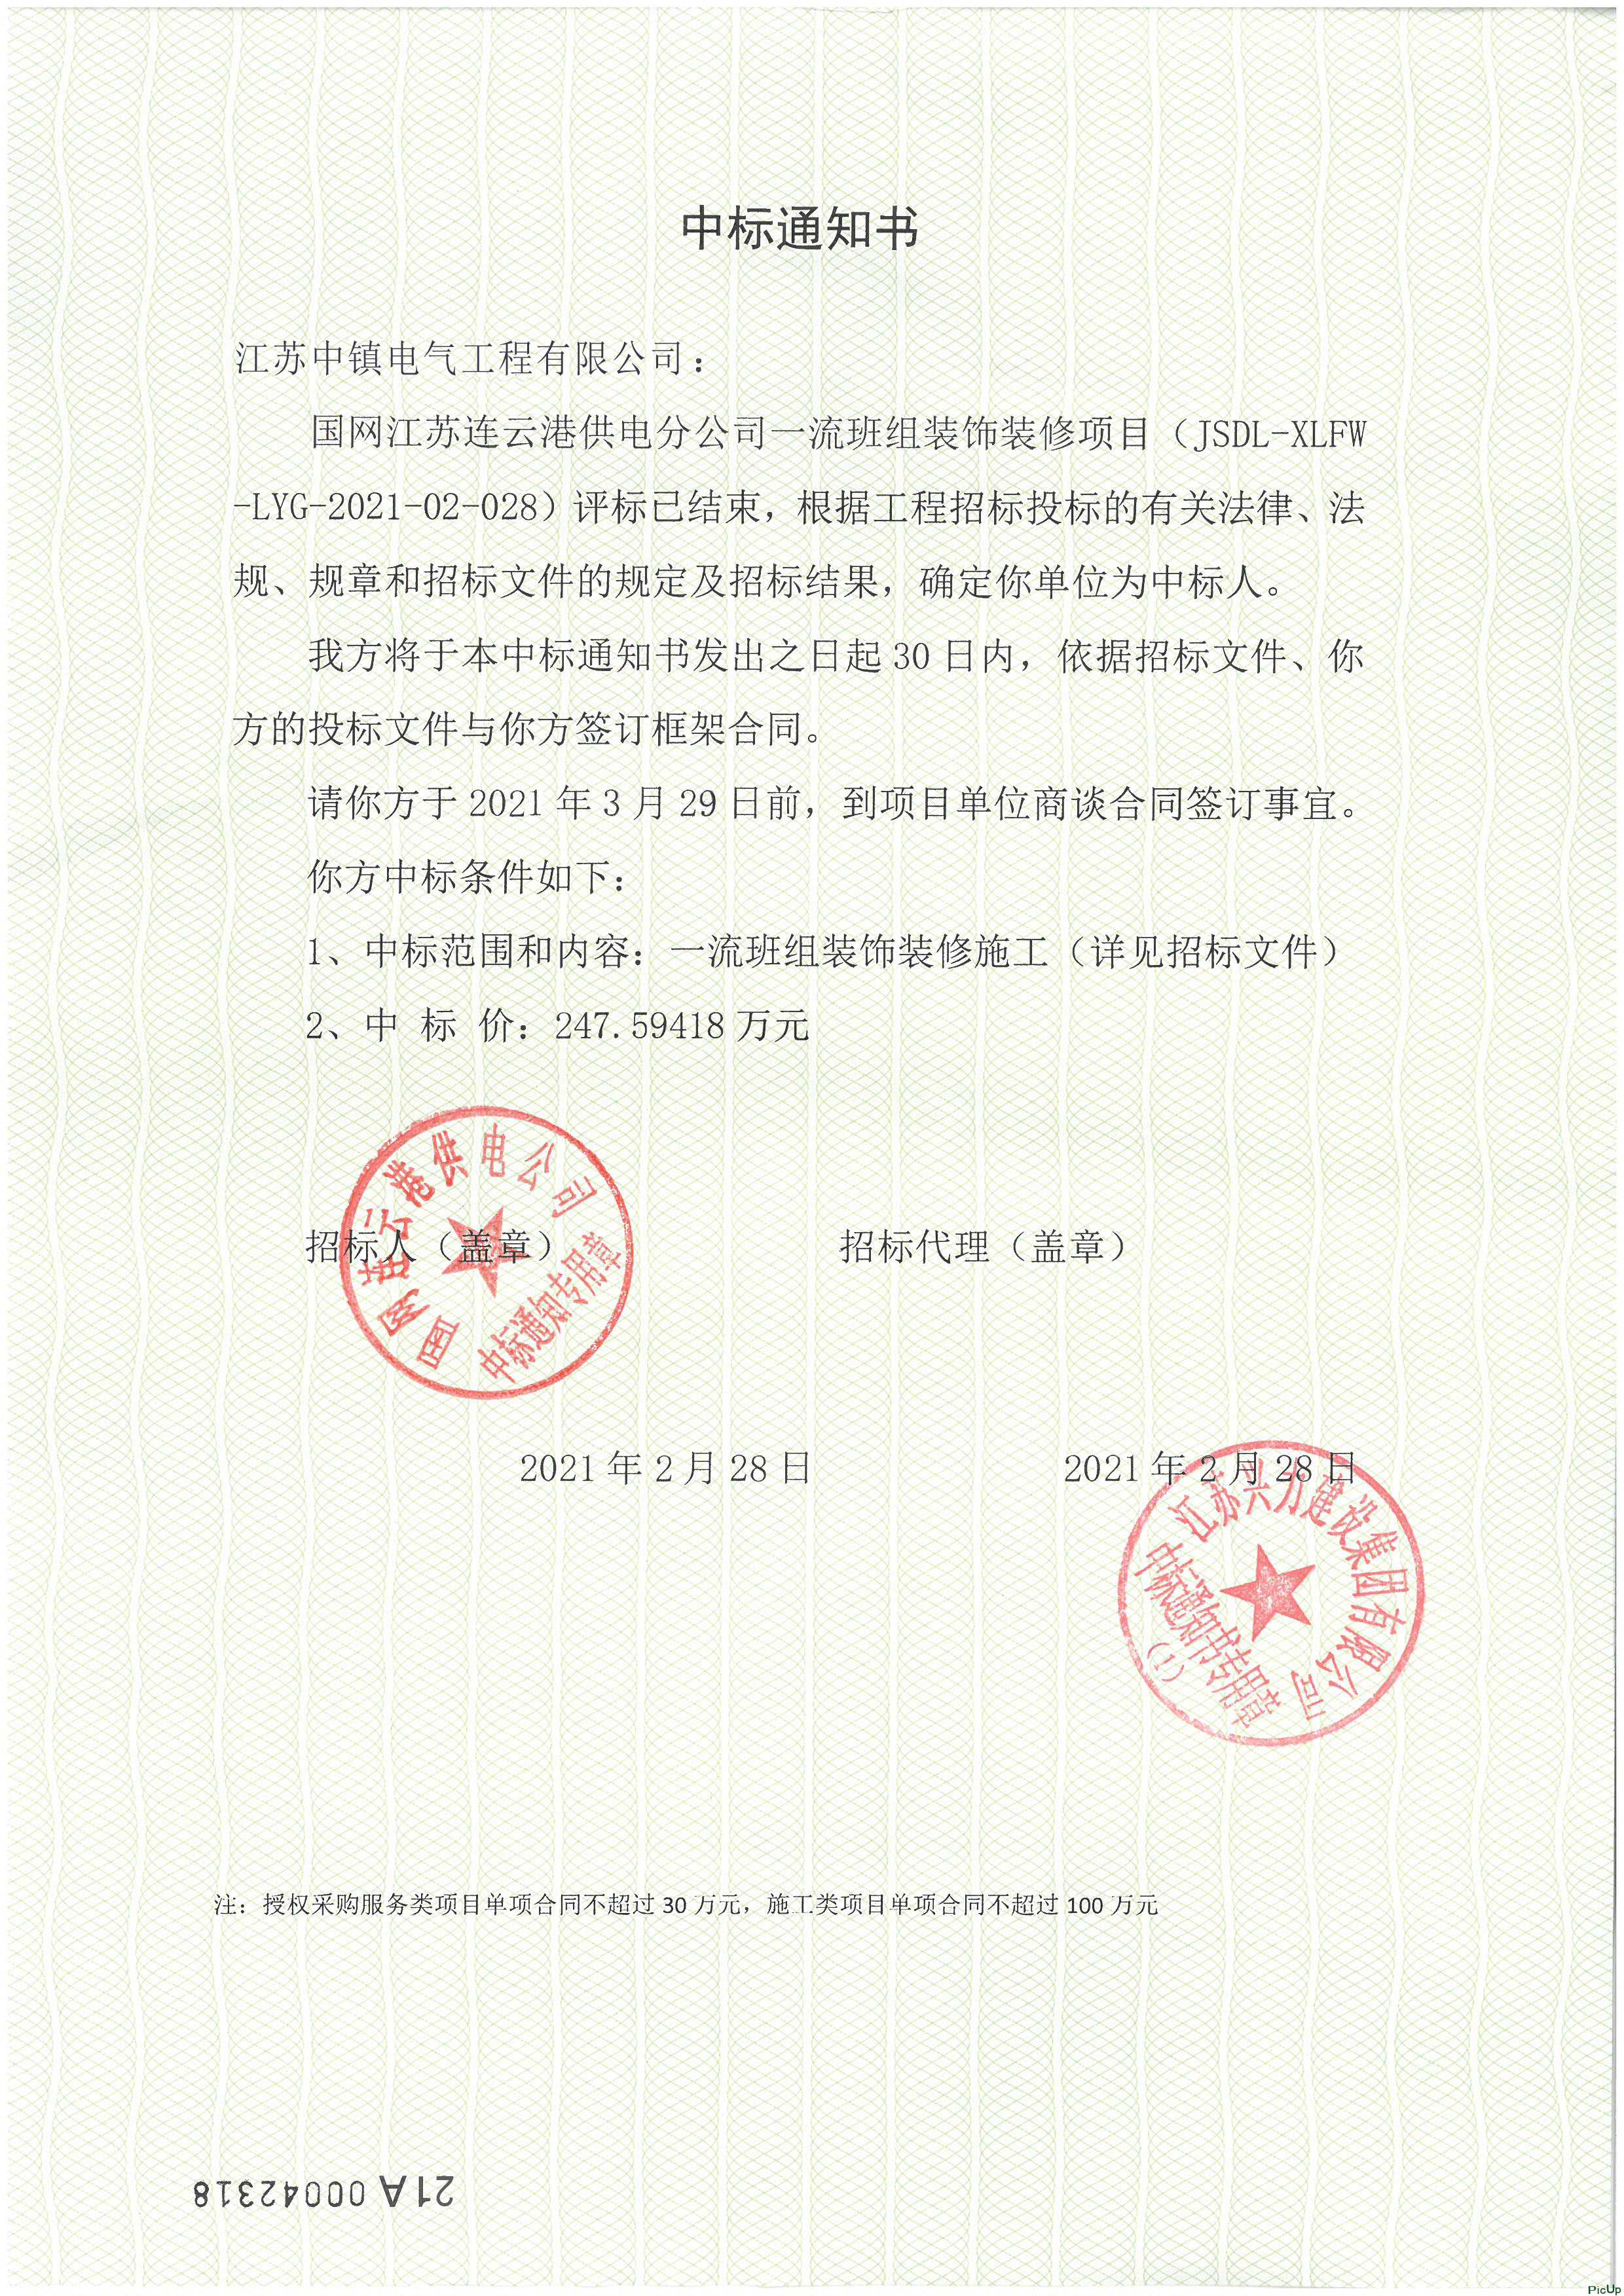 中标通知书
江苏中镇电气工程有限公司：
国网江苏连云港供电分公司一流班组装饰装修项目（JSDL-XLFW
-LYG-2021-02-028）评标已结束，根据工程招标投标的有关法律、法
规、规章和招标文件的规定及招标结果，确定你单位为中标人。
我方将于本中标通知书发出之日起 30 日内，依据招标文件、你
方的投标文件与你方签订框架合同。
请你方于 2021 年 3 月 29 日前，到项目单位商谈合同签订事宜。
你方中标条件如下：
1、中标范围和内容：一流班组装饰装修施工（详见招标文件）
2、中 标 价：247.59418 万元
国网连云港供电公司
中标通知专用章
招标人（盖章）
招标代理（盖章）
2021 年 2 月 28 日
2021 年 2 月 28 日
江苏兴力建设集团有限公司
中标通知书专用章
（1）
注：授权采购服务类项目单项合同不超过 30 万元，施工类项目单项合同不超过 100 万元
21A 00042318
PicUp